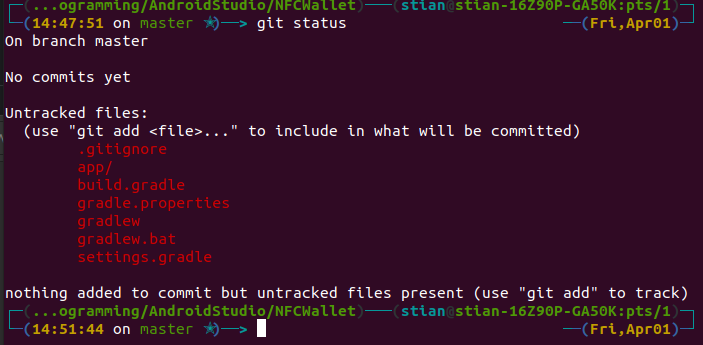 (...ogramming/AndroidStudio/NFCWallet)——(stian@stian-16Z90P-GA50K:pts/1)
(14:47:51 on master ✭)——> git status ——(Fri,Apr01)
On branch master
No commits yet
Untracked files:
(use "git add <file>..." to include in what will be committed)
.gitignore
app/
build.gradle
gradle.properties
gradlew
gradlew.bat
settings.gradle
nothing added to commit but untracked files present (use "git add" to track)
(...ogramming/AndroidStudio/NFCWallet)——(stian@stian-16Z90P-GA50K:pts/1)
(14:51:44 on master ✭)——> ——(Fri,Apr01)